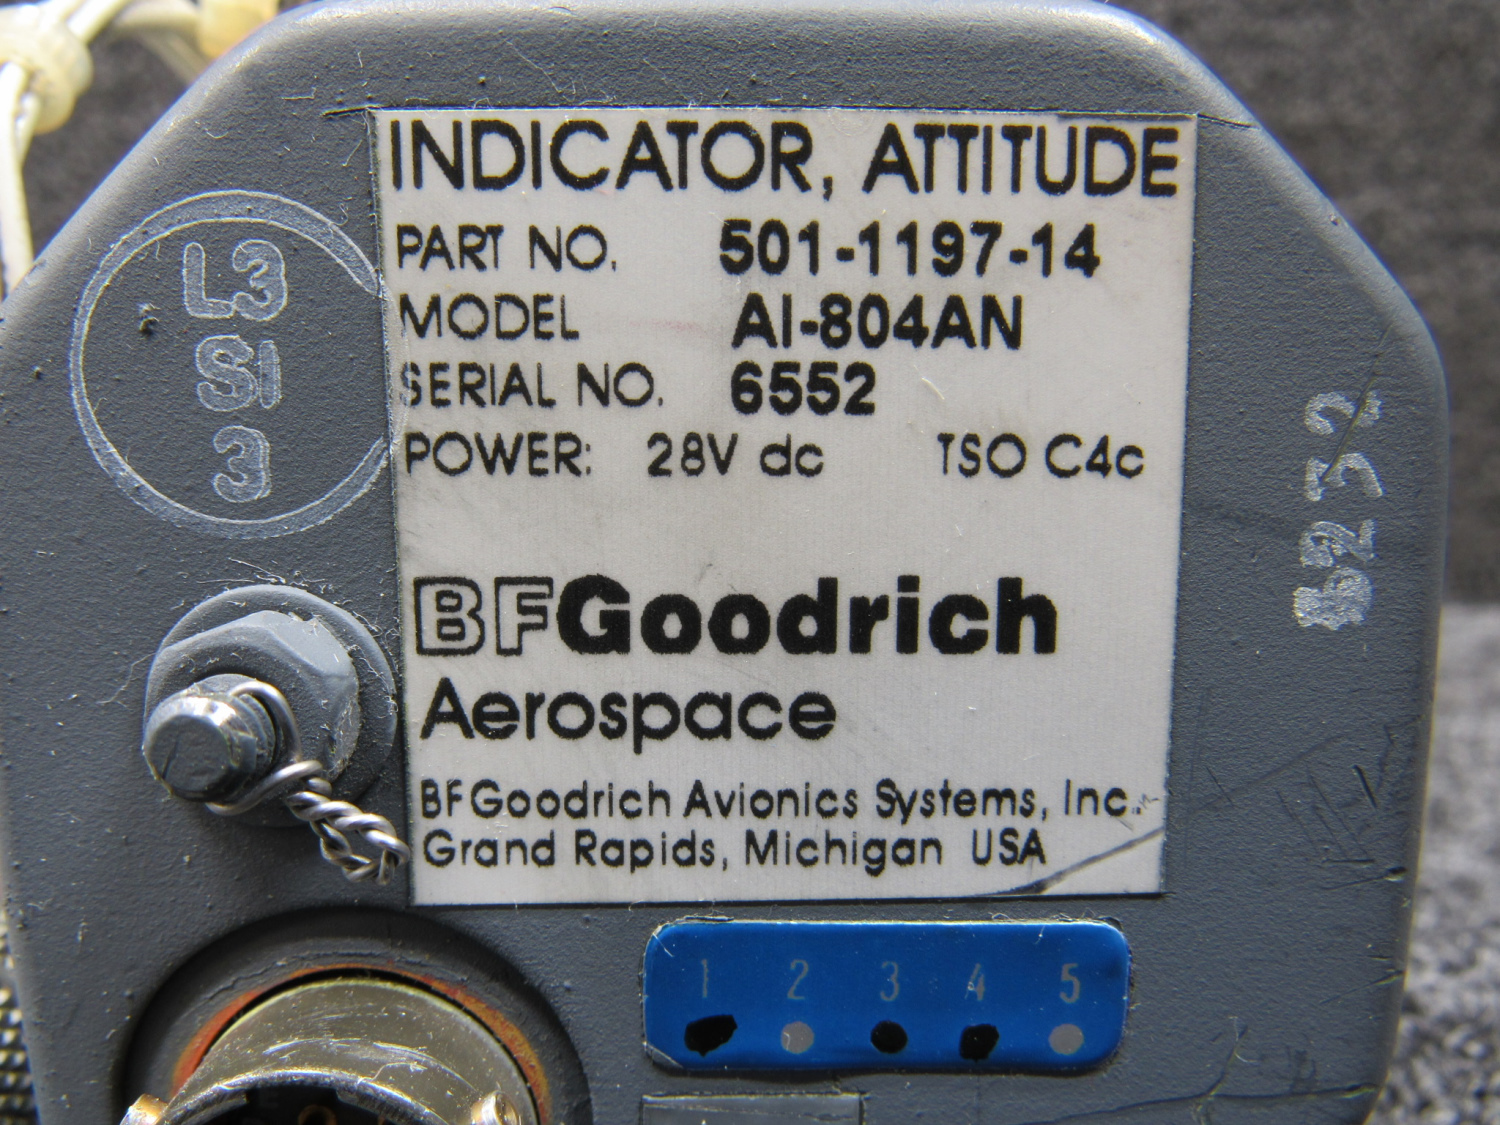 INDICATOR, ATTITUDE
PART NO. 501-1197-14
MODEL AI-804AN
SERIAL NO. 6552
POWER: 28V dc TSO C4c
BFGoodrich
Aerospace
BFGoodrich Avionics Systems, Inc.
Grand Rapids, Michigan USA
L3
SI
3
1 2 3 4 5